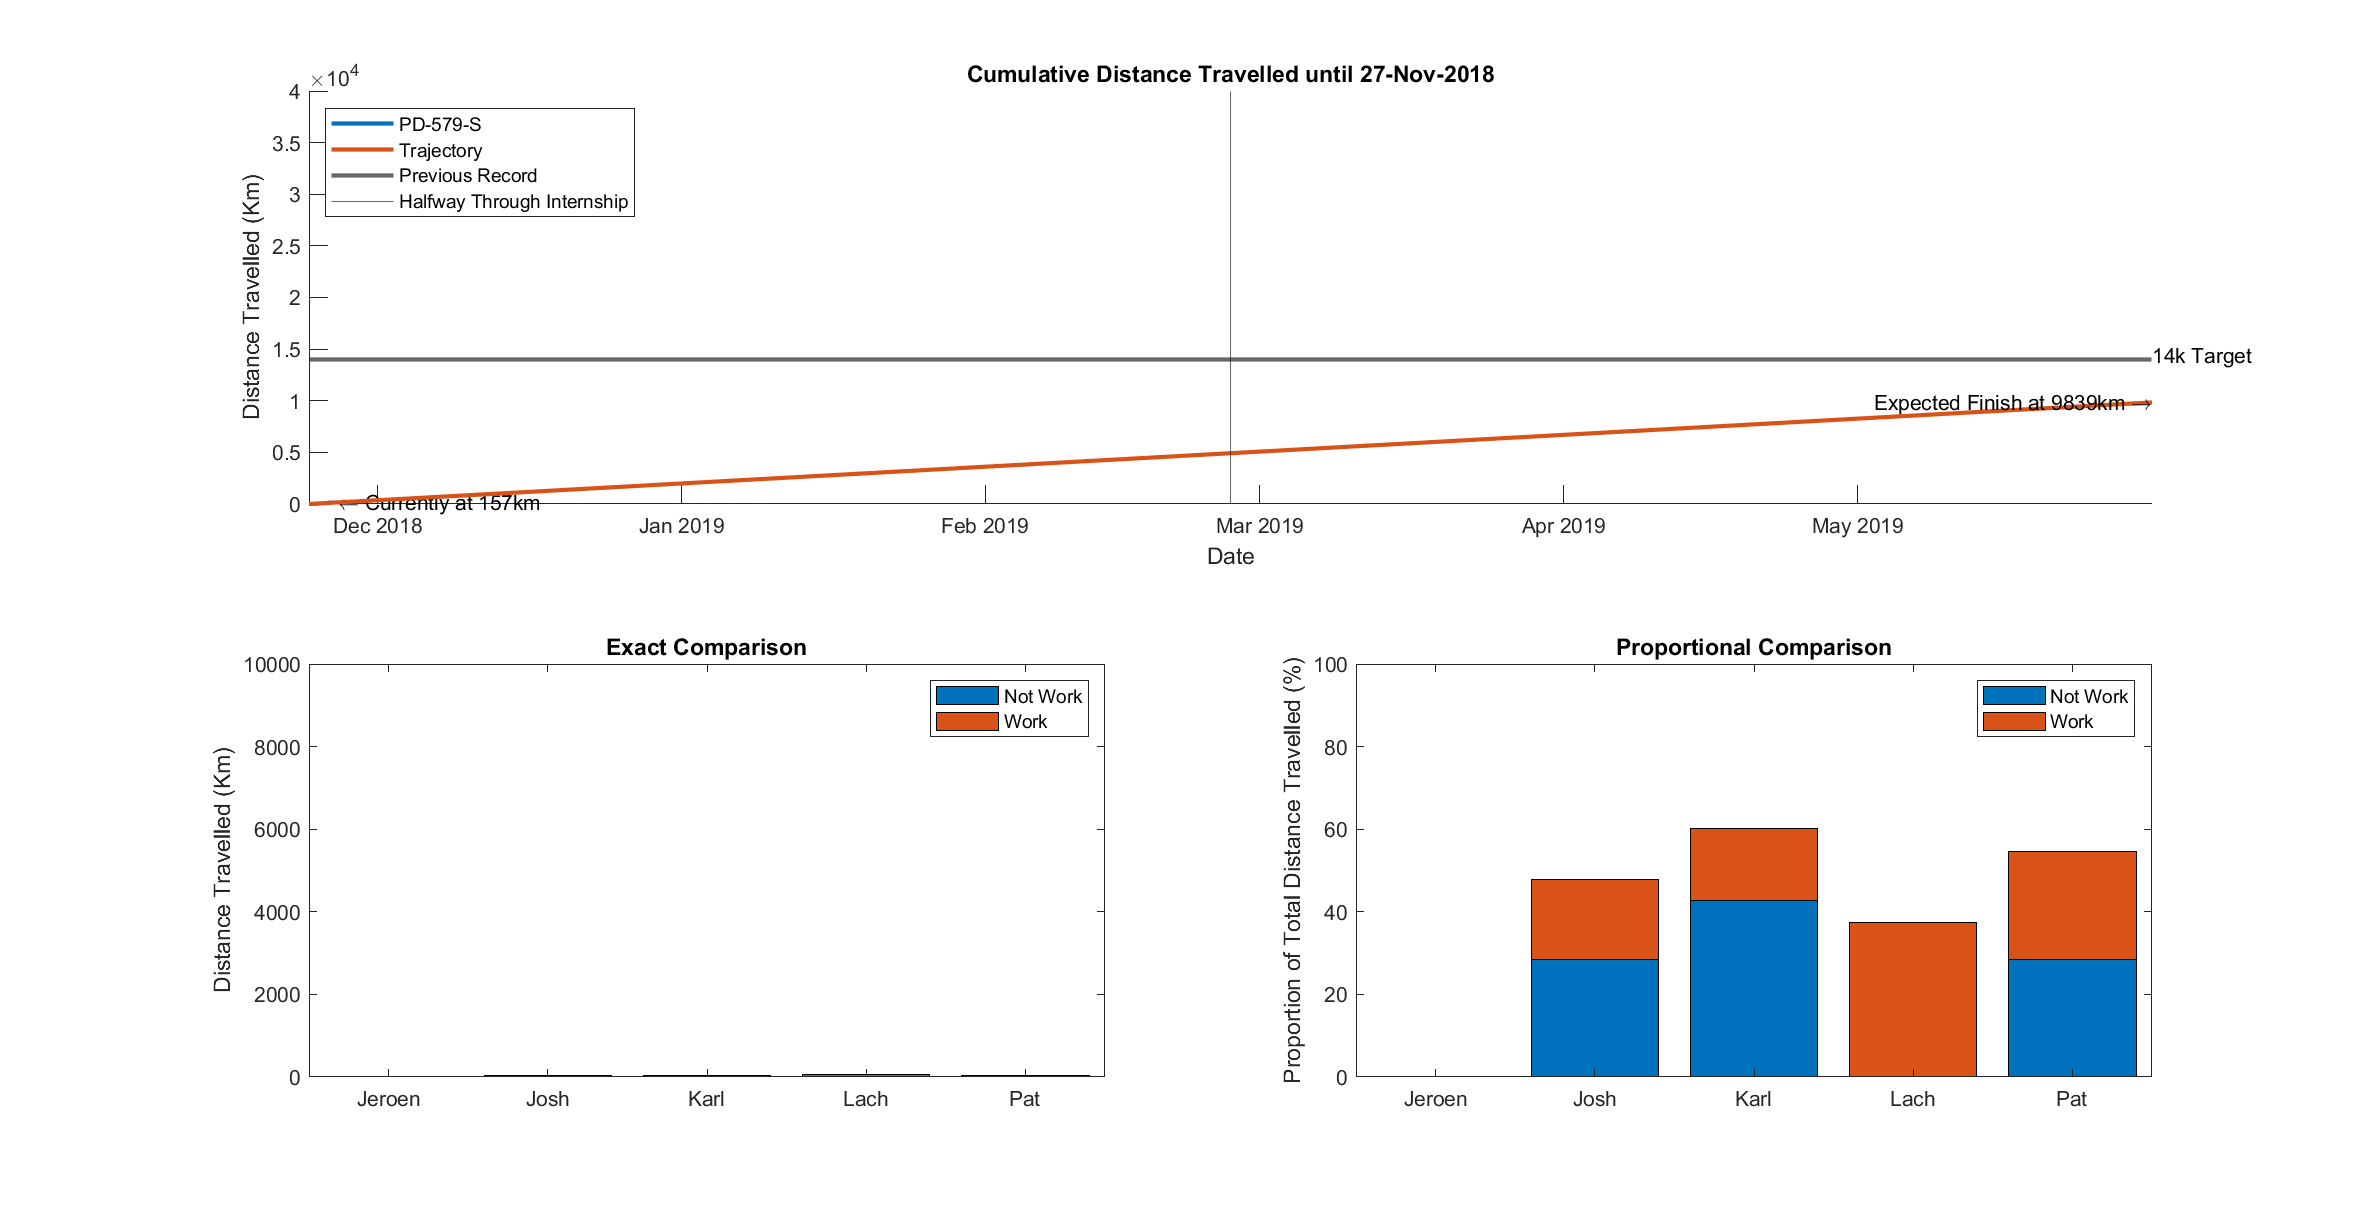 Cumulative Distance Travelled until 27-Nov-2018
×10^4
4
3.5
3
2.5
2
1.5
1
0.5
0
Distance Travelled (Km)
PD-579-S
Trajectory
Previous Record
Halfway Through Internship
14k Target
Expected Finish at 9839km →
← Currently at 157km
Dec 2018 Jan 2019 Feb 2019 Mar 2019 Apr 2019 May 2019
Date
Exact Comparison
10000
8000
6000
4000
2000
0
Distance Travelled (Km)
Not Work
Work
Jeroen Josh Karl Lach Pat
Proportional Comparison
100
80
60
40
20
0
Proportion of Total Distance Travelled (%)
Not Work
Work
Jeroen Josh Karl Lach Pat